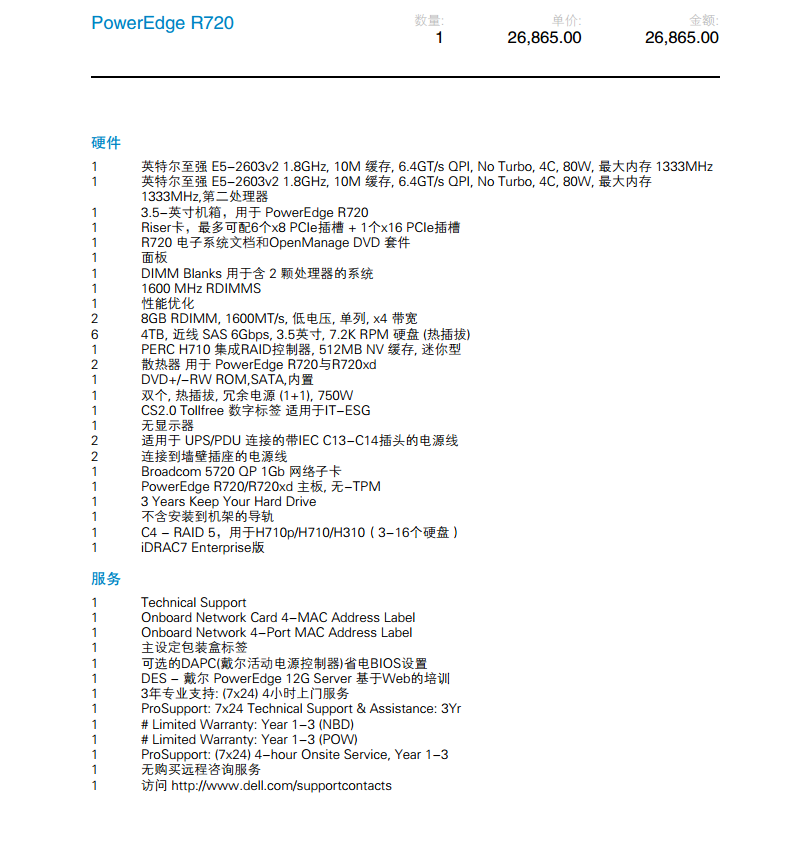 PowerEdge R720 数量: 单价: 金额:
1 26,865.00 26,865.00
硬件
1 英特尔至强 E5-2603v2 1.8GHz, 10M 缓存, 6.4GT/s QPI, No Turbo, 4C, 80W, 最大内存 1333MHz
1 英特尔至强 E5-2603v2 1.8GHz, 10M 缓存, 6.4GT/s QPI, No Turbo, 4C, 80W, 最大内存
1333MHz,第二处理器
1 3.5-英寸机箱，用于 PowerEdge R720
1 Riser卡，最多可配6个x8 PCIe插槽 + 1个x16 PCIe插槽
1 R720 电子系统文档和OpenManage DVD 套件
1 面板
1 DIMM Blanks 用于含 2 颗处理器的系统
1 1600 MHz RDIMMS
1 性能优化
2 8GB RDIMM, 1600MT/s, 低电压, 单列, x4 带宽
6 4TB, 近线 SAS 6Gbps, 3.5英寸, 7.2K RPM 硬盘 (热插拔)
1 PERC H710 集成RAID控制器, 512MB NV 缓存, 迷你型
2 散热器 用于 PowerEdge R720与R720xd
1 DVD+/-RW ROM,SATA,内置
1 双个, 热插拔, 冗余电源 (1+1), 750W
1 CS2.0 Tollfree 数字标签 适用于IT-ESG
1 无显示器
2 适用于 UPS/PDU 连接的带IEC C13-C14插头的电源线
2 连接到墙壁插座的电源线
1 Broadcom 5720 QP 1Gb 网络子卡
1 PowerEdge R720/R720xd 主板, 无-TPM
1 3 Years Keep Your Hard Drive
1 不含安装到机架的导轨
1 C4 - RAID 5，用于H710p/H710/H310（3-16个硬盘）
1 iDRAC7 Enterprise版
服务
1 Technical Support
1 Onboard Network Card 4-MAC Address Label
1 Onboard Network 4-Port MAC Address Label
1 主设定包装盒标签
1 可选的DAPC(戴尔活动电源控制器)省电BIOS设置
1 DES - 戴尔 PowerEdge 12G Server 基于Web的培训
1 3年专业支持: (7x24) 4小时上门服务
1 ProSupport: 7x24 Technical Support & Assistance: 3Yr
1 # Limited Warranty: Year 1-3 (NBD)
1 # Limited Warranty: Year 1-3 (POW)
1 ProSupport: (7x24) 4-hour Onsite Service, Year 1-3
1 无购买远程咨询服务
1 访问 http://www.dell.com/supportcontacts